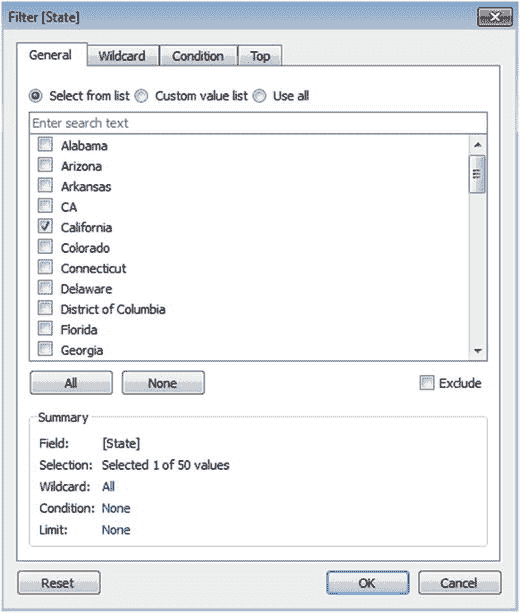 Filter [State]
General Wildcard Condition Top
Select from list Custom value list Use all
Enter search text
Alabama
Arizona
Arkansas
CA
California
Colorado
Connecticut
Delaware
District of Columbia
Florida
Georgia
All None Exclude
Summary
Field: [State]
Selection: Selected 1 of 50 values
Wildcard: All
Condition: None
Limit: None
Reset OK Cancel